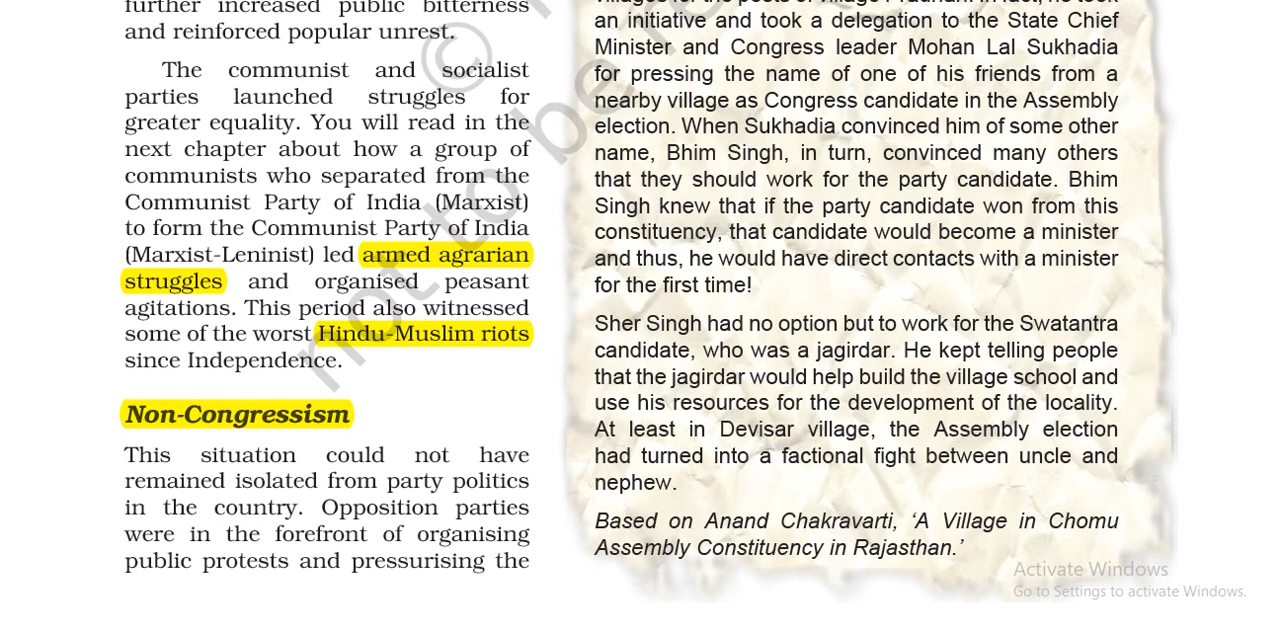 further increased public bitterness
and reinforced popular unrest.
The communist and socialist
parties launched struggles for
greater equality. You will read in the
next chapter about how a group of
communists who separated from the
Communist Party of India (Marxist)
to form the Communist Party of India
(Marxist-Leninist) led armed agrarian
struggles and organised peasant
agitations. This period also witnessed
some of the worst Hindu-Muslim riots
since Independence.
Non-Congressism
This situation could not have
remained isolated from party politics
in the country. Opposition parties
were in the forefront of organising
public protests and pressurising the
an initiative and took a delegation to the State Chief
Minister and Congress leader Mohan Lal Sukhadia
for pressing the name of one of his friends from a
nearby village as Congress candidate in the Assembly
election. When Sukhadia convinced him of some other
name, Bhim Singh, in turn, convinced many others
that they should work for the party candidate. Bhim
Singh knew that if the party candidate won from this
constituency, that candidate would become a minister
and thus, he would have direct contacts with a minister
for the first time!
Sher Singh had no option but to work for the Swatantra
candidate, who was a jagirdar. He kept telling people
that the jagirdar would help build the village school and
use his resources for the development of the locality.
At least in Devisar village, the Assembly election
had turned into a factional fight between uncle and
nephew.
Based on Anand Chakravarti, ‘A Village in Chomu
Assembly Constituency in Rajasthan.’
©
not to be
Activate Windows
Go to Settings to activate Windows.